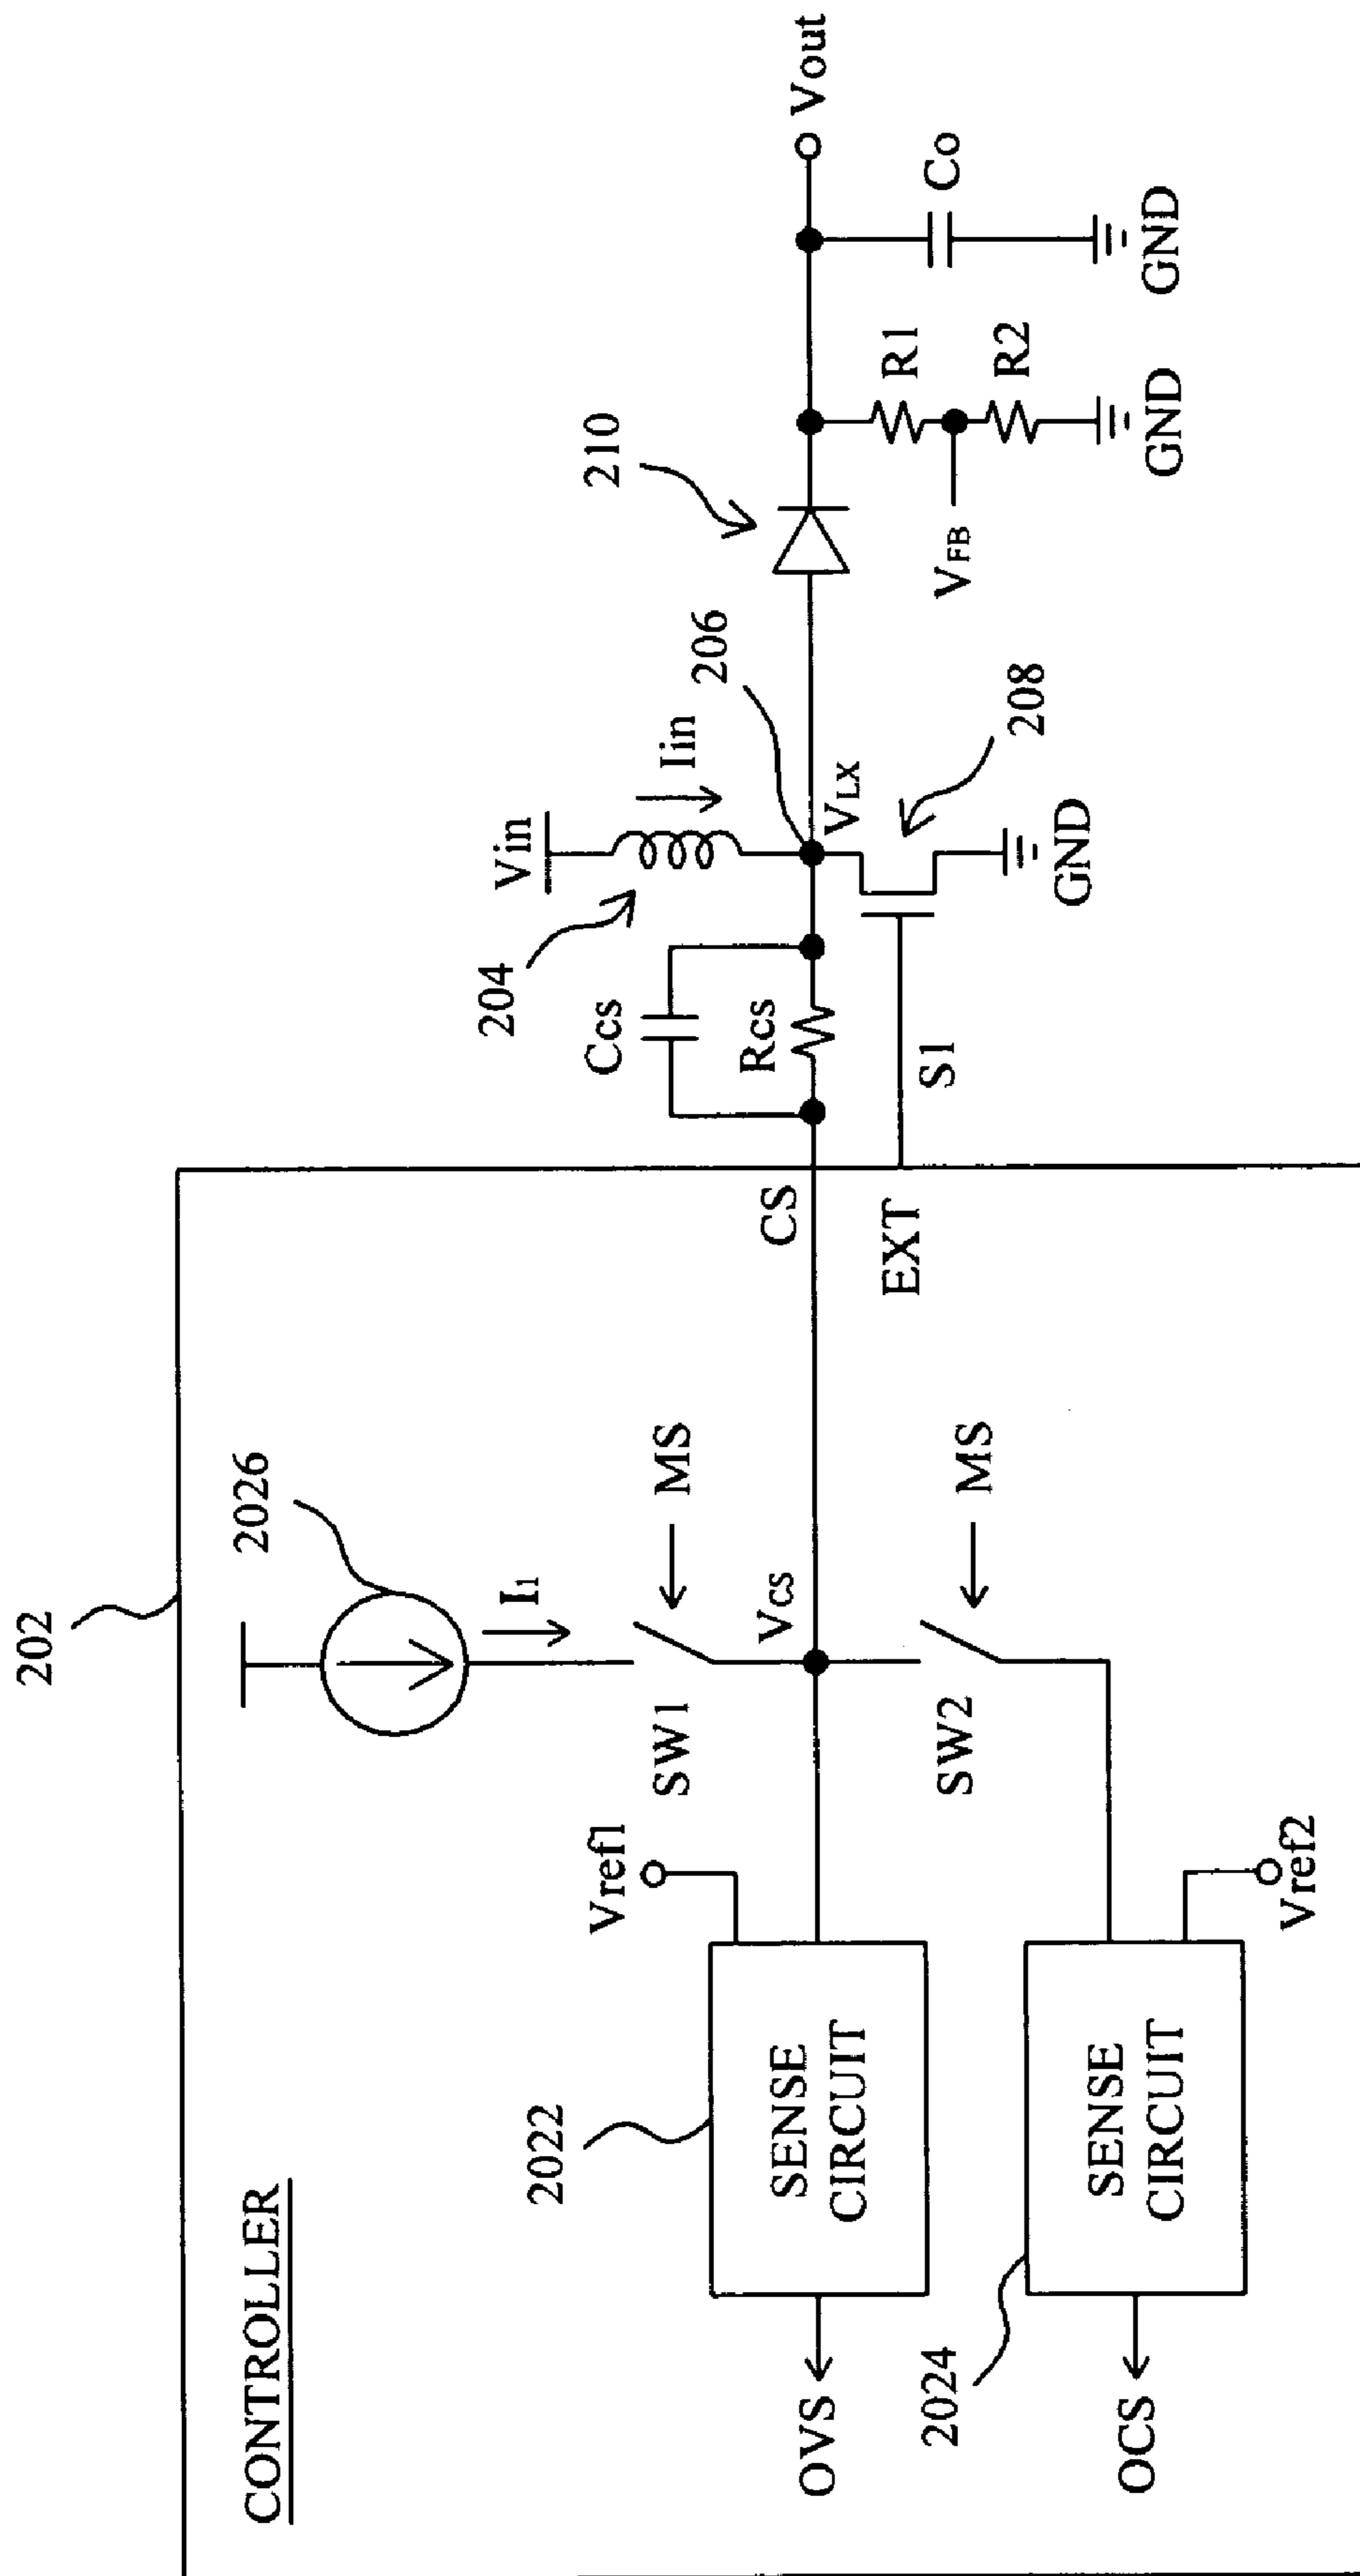 202
CONTROLLER
2026
I1
SW1
MS
Vref1
2022
SENSE
CIRCUIT
OVS
VCS
CS
SW2
MS
EXT
2024
SENSE
CIRCUIT
OCS
Vref2
Vin
Iin
204
Ccs
Rcs
206
VLX
S1
208
GND
210
VFB
R1
R2
GND
Co
GND
Vout